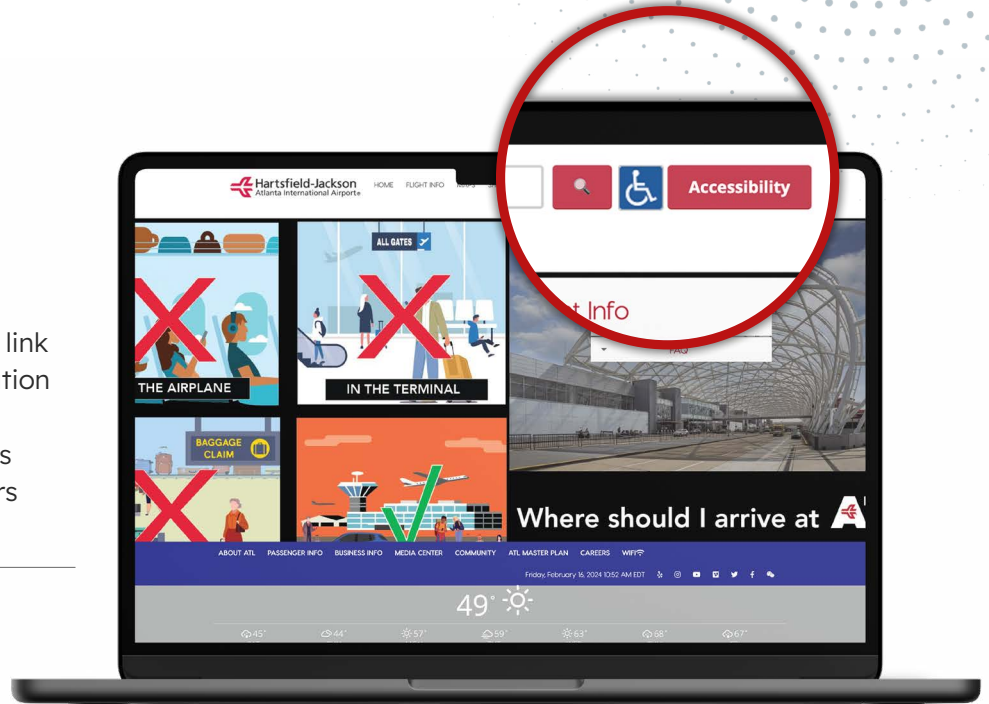 Accessibility
Hartsfield-Jackson
Atlanta International Airport®
HOME FLIGHT INFO
ALL GATES
t Info
FAQ
link
tion
THE AIRPLANE
IN THE TERMINAL
s
rs
BAGGAGE
CLAIM
Where should I arrive at
ABOUT ATL PASSENGER INFO BUSINESS INFO MEDIA CENTER COMMUNITY ATL MASTER PLAN CAREERS WIFI
Friday, February 16, 2024 10:52 AM EDT
49°
45° 44° 57° 59° 63° 68° 67°